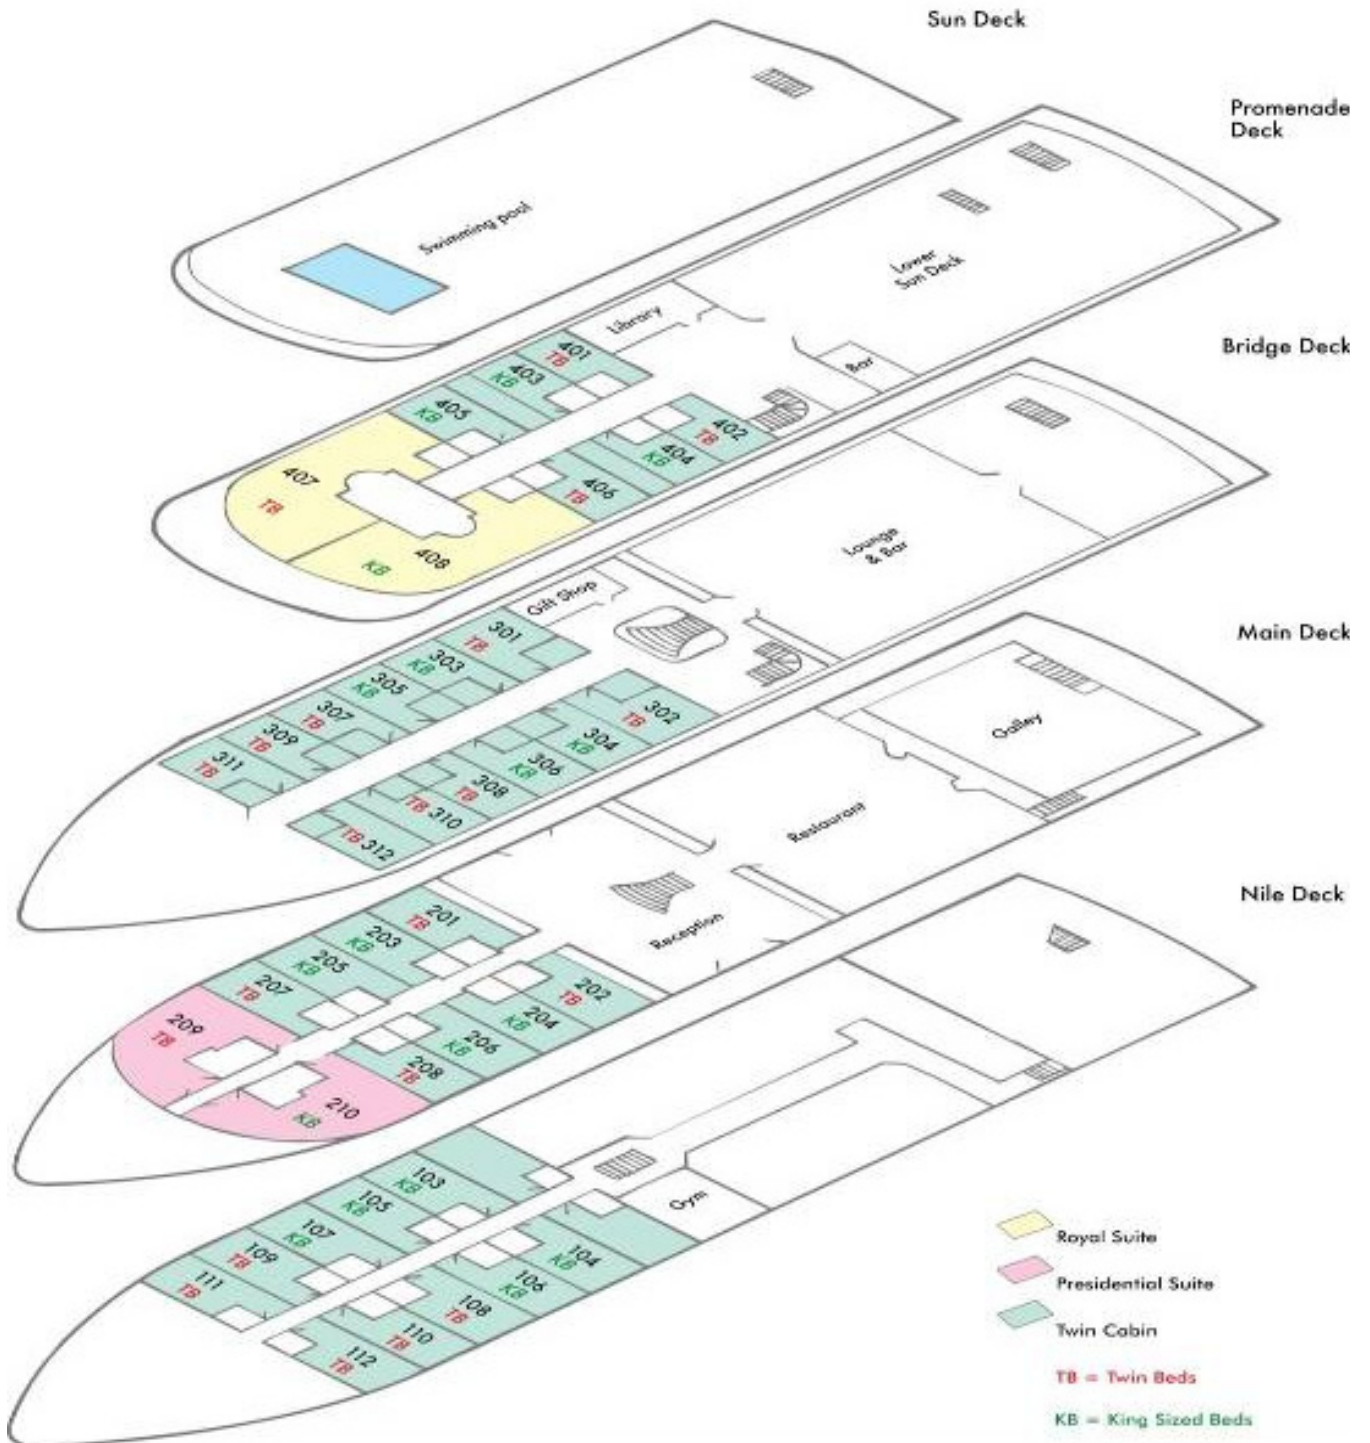 Sun Deck
Promenade
Deck
Swimming pool
Lower
Sun Deck
Library
Bar
401
TB
403
KB
405
KB
402
TB
404
KB
406
TB
407
TB
408
KB
Bridge Deck
Lounge
& Bar
Gift Shop
301
TB
303
KB
305
KB
307
TB
309
TB
311
TB
302
TB
304
KB
306
KB
308
TB
TB 310
TB 312
Main Deck
Galley
Restaurant
Reception
201
TB
203
KB
205
KB
207
TB
209
TB
202
TB
204
KB
206
KB
208
TB
210
KB
Nile Deck
Gym
103
KB
105
KB
107
KB
109
TB
111
TB
104
KB
106
KB
108
TB
110
TB
112
TB
Royal Suite
Presidential Suite
Twin Cabin
TB = Twin Beds
KB = King Sized Beds